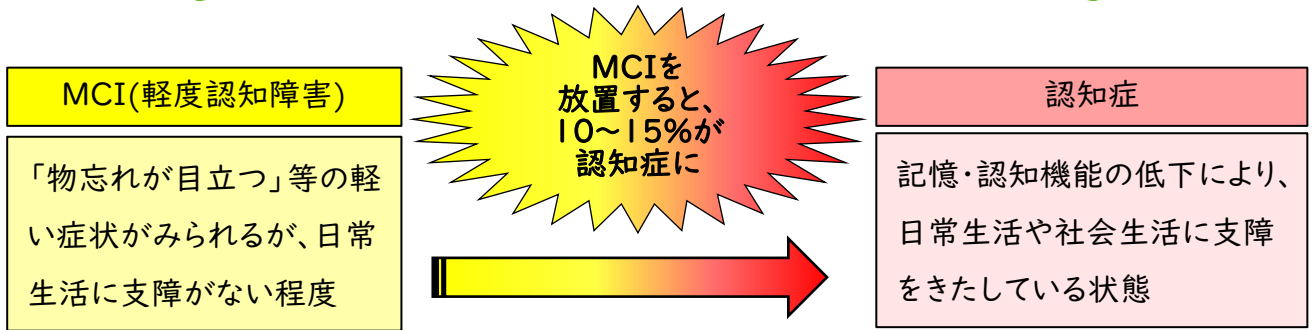 MCI(軽度認知障害)
「物忘れが目立つ」等の軽
い症状がみられるが、日常
生活に支障がない程度
MCIを
放置すると、
10～15%が
認知症に
認知症
記憶・認知機能の低下により、
日常生活や社会生活に支障
をきたしている状態